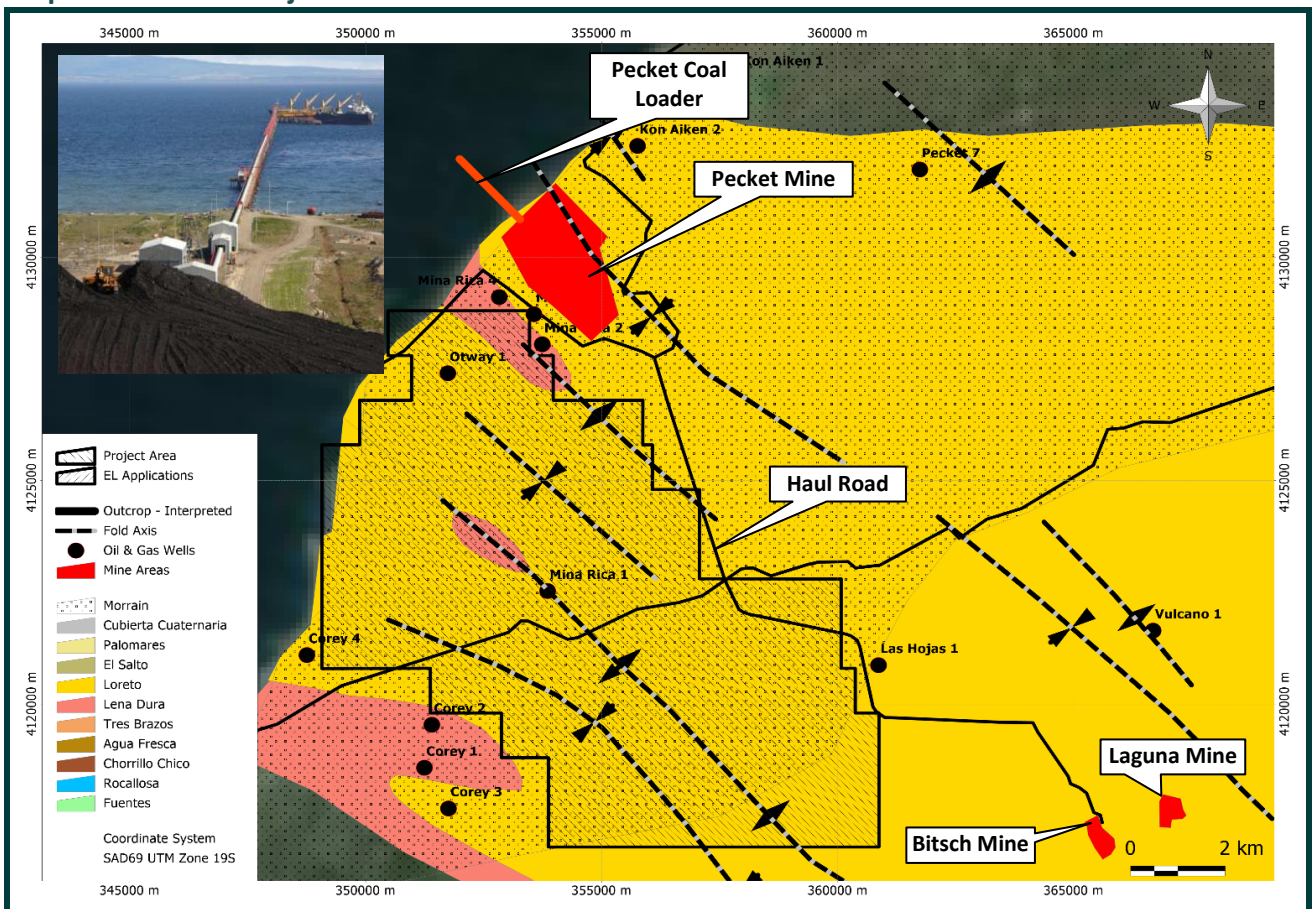 345000 m
350000 m
355000 m
360000 m
365000 m
Kon Aiken 1
N
W
E
S
Pecket Coal
Loader
Kon Aiken 2
Pecket 7
Pecket Mine
4130000 m
4130000 m
Mina Rica 4
Mina Rica 2
Otway 1
Project Area
EL Applications
Outcrop - Interpreted
Fold Axis
Oil & Gas Wells
Mine Areas
Morrain
Cubierta Cuaternaria
Palomares
El Salto
Loreto
Lena Dura
Tres Brazos
Agua Fresca
Chorrillo Chico
Rocallosa
Fuentes
Coordinate System
SAD69 UTM Zone 19S
4125000 m
4125000 m
Haul Road
Mina Rica 1
Vulcano 1
Corey 4
Las Hojas 1
4120000 m
4120000 m
Corey 2
Corey 1
Corey 3
Laguna Mine
Bitsch Mine
0 2 km
345000 m
350000 m
355000 m
360000 m
365000 m